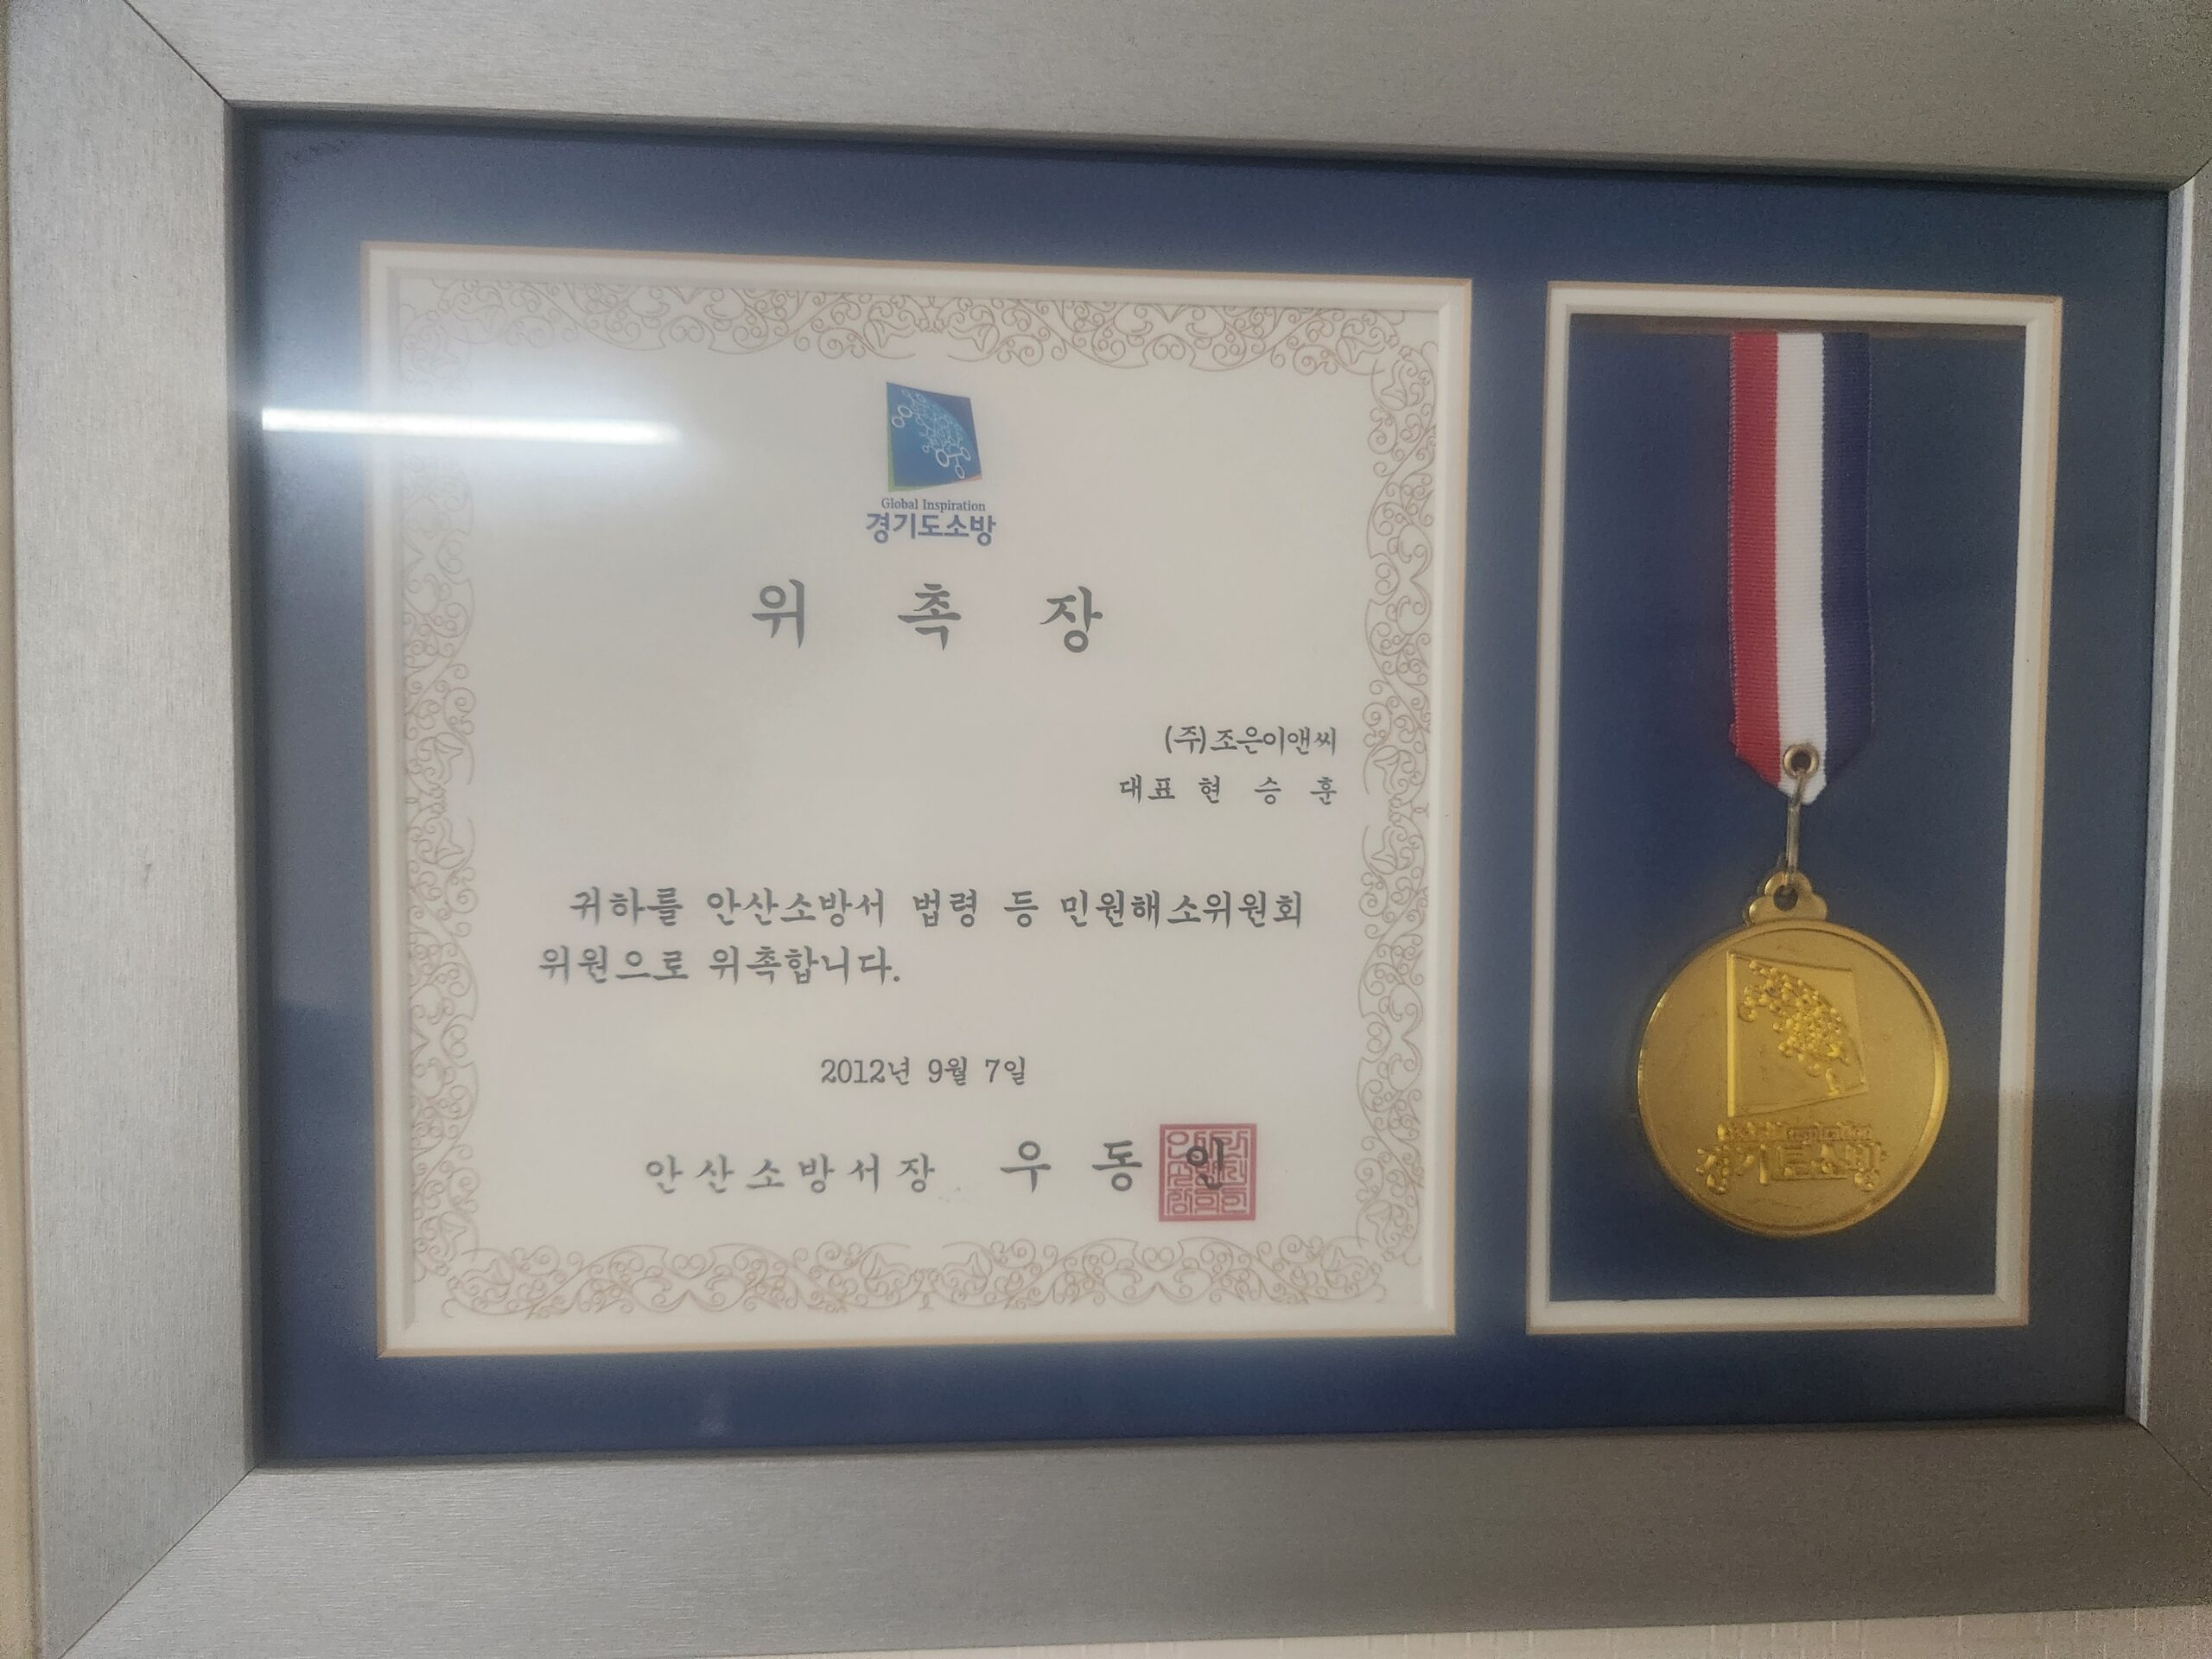 Global Inspiration
경기도소방
위 촉 장
(주)조은이앤씨
대표 현 승 훈
귀하를 안산소방서 법령 등 민원해소위원회
위원으로 위촉합니다.
2012년 9월 7일
안산소방서장 우 동 인
경기도소방